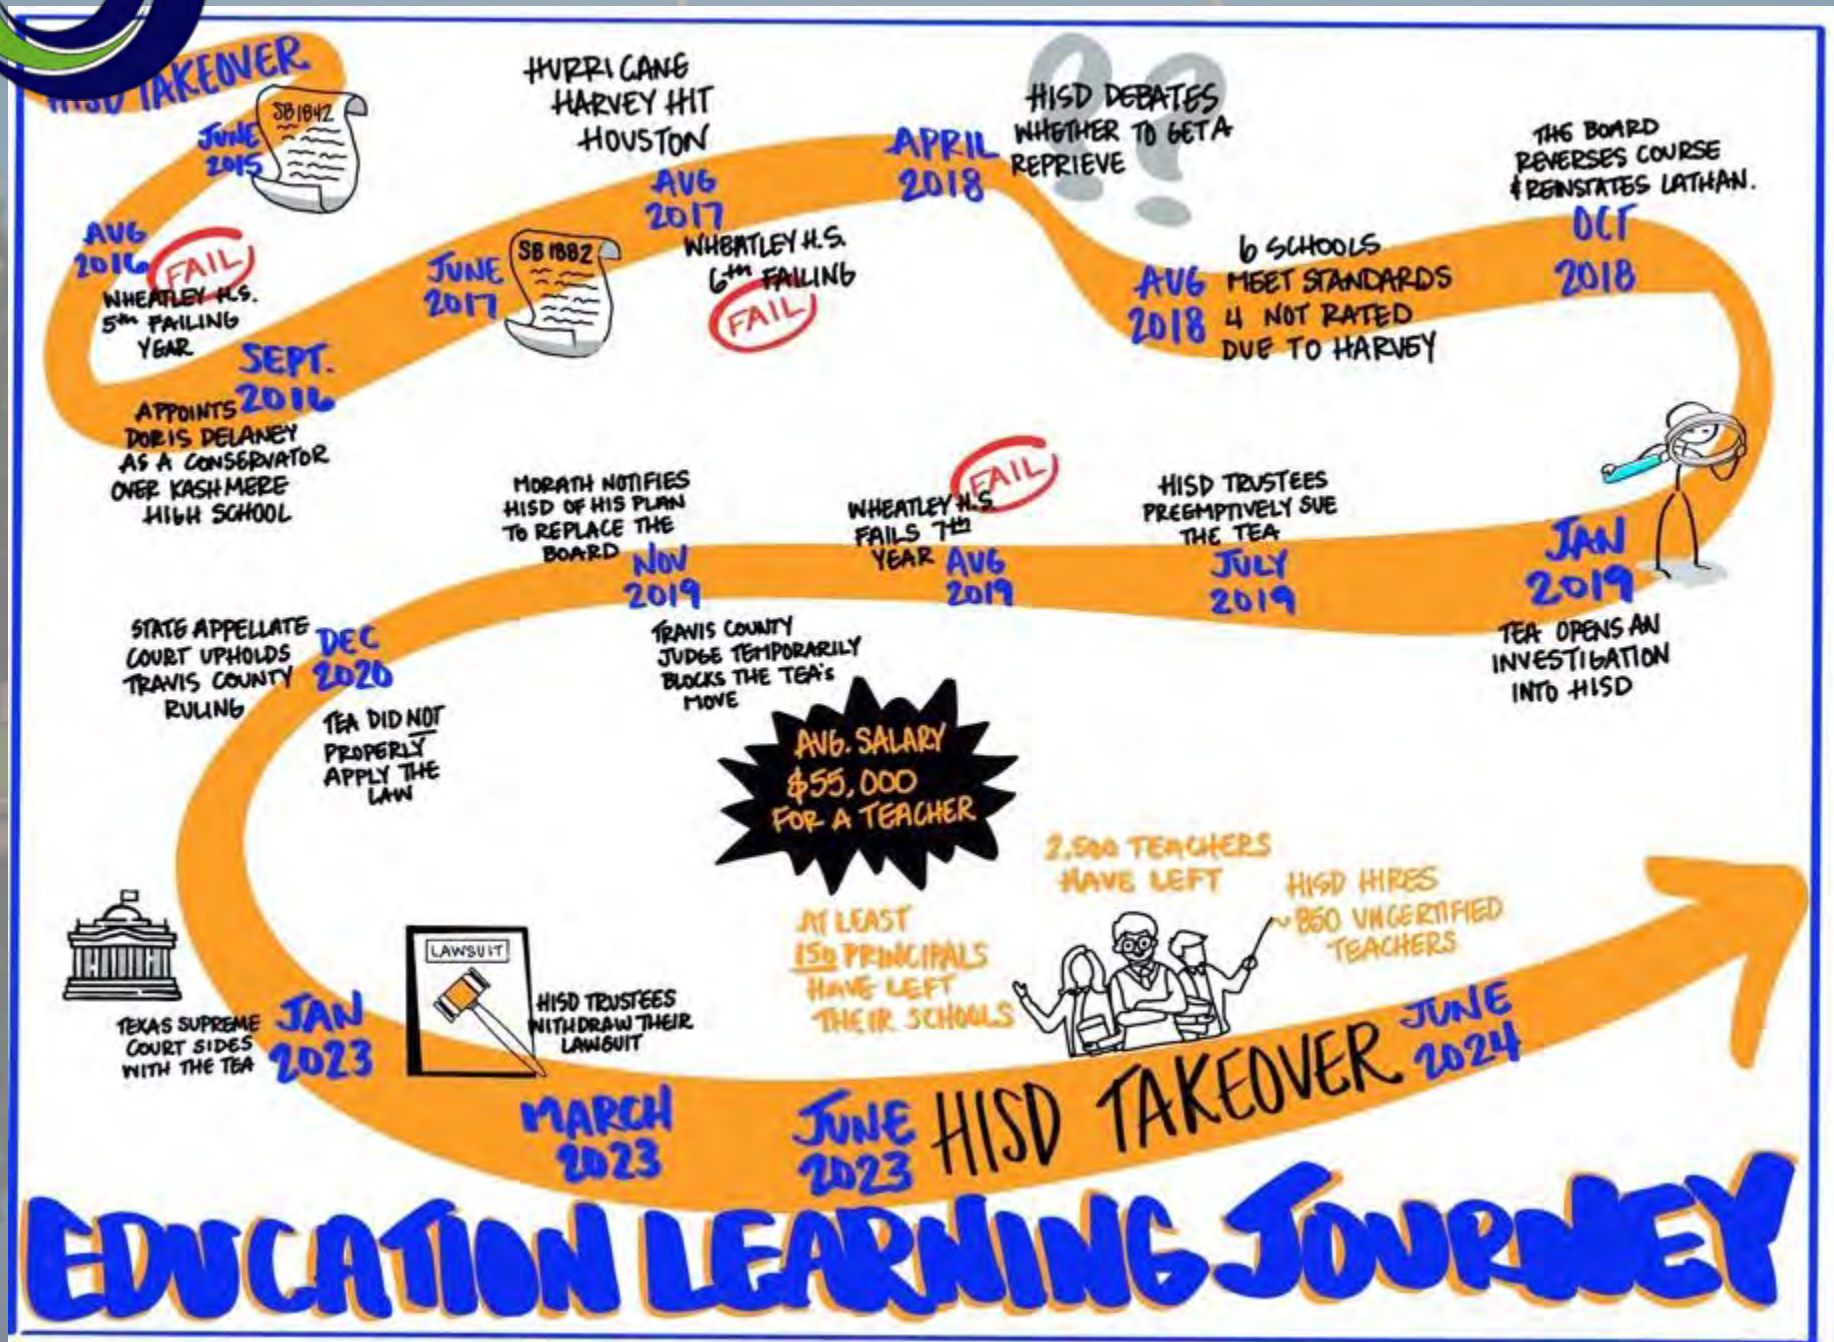 HISD TAKEOVER
JUNE
2015
SB 1842
AUG
2016
FAIL
WHEATLEY H.S.
5th FAILING
YEAR
SEPT.
2016
APPOINTS
DORIS DELANEY
AS A CONSERVATOR
OVER KASHMERE
HIGH SCHOOL
JUNE
2017
SB 1882
HURRICANE
HARVEY HIT
HOUSTON
AUG
2017
WHEATLEY H.S.
6th FAILING
FAIL
APRIL
2018
HISD DEBATES
WHETHER TO GET A
REPRIEVE
??
AUG
2018
6 SCHOOLS
MEET STANDARDS
4 NOT RATED
DUE TO HARVEY
THE BOARD
REVERSES COURSE
& REINSTATES LATHAN.
OCT
2018
JAN
2019
TEA OPENS AN
INVESTIGATION
INTO HISD
HISD TRUSTEES
PREEMPTIVELY SUE
THE TEA
JULY
2019
FAIL
WHEATLEY H.S.
FAILS 7th
YEAR
AUG
2019
MORATH NOTIFIES
HISD OF HIS PLAN
TO REPLACE THE
BOARD
NOV
2019
TRAVIS COUNTY
JUDGE TEMPORARILY
BLOCKS THE TEA'S
MOVE
STATE APPELLATE
COURT UPHOLDS
TRAVIS COUNTY
RULING
DEC
2020
TEA DID NOT
PROPERLY
APPLY THE
LAW
TEXAS SUPREME
COURT SIDES
WITH THE TEA
JAN
2023
LAWSUIT
HISD TRUSTEES
WITHDRAW THEIR
LAWSUIT
MARCH
2023
AVG. SALARY
$55,000
FOR A TEACHER
AT LEAST
150 PRINCIPALS
HAVE LEFT
THEIR SCHOOLS
2,500 TEACHERS
HAVE LEFT
HISD HIRES
~850 UNCERTIFIED
TEACHERS
JUNE
2023
HISD TAKEOVER
JUNE
2024
EDUCATION LEARNING JOURNEY